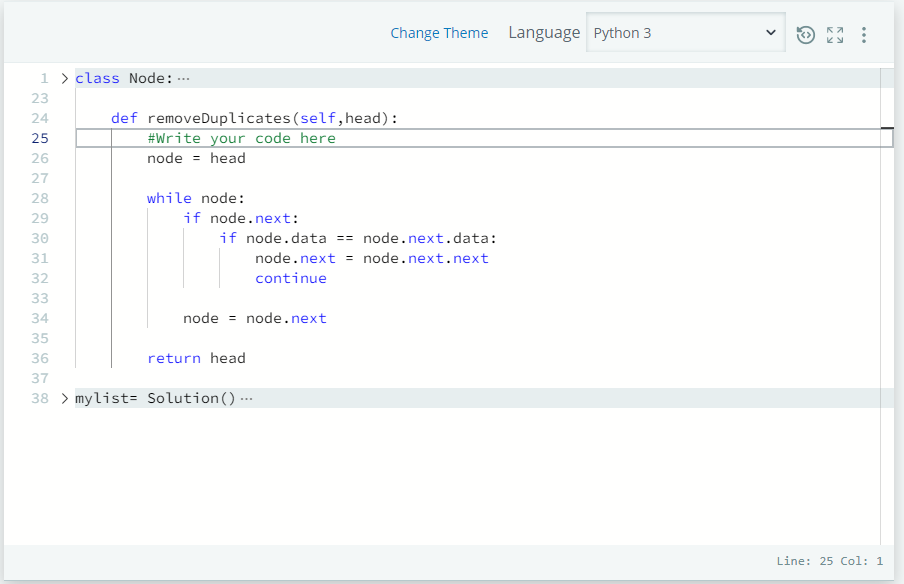 Change Theme Language Python 3
1 class Node: ···
23
24 def removeDuplicates(self,head):
25 #Write your code here
26 node = head
27
28 while node:
29 if node.next:
30 if node.data == node.next.data:
31 node.next = node.next.next
32 continue
33
34 node = node.next
35
36 return head
37
38 mylist= Solution() ···
Line: 25 Col: 1